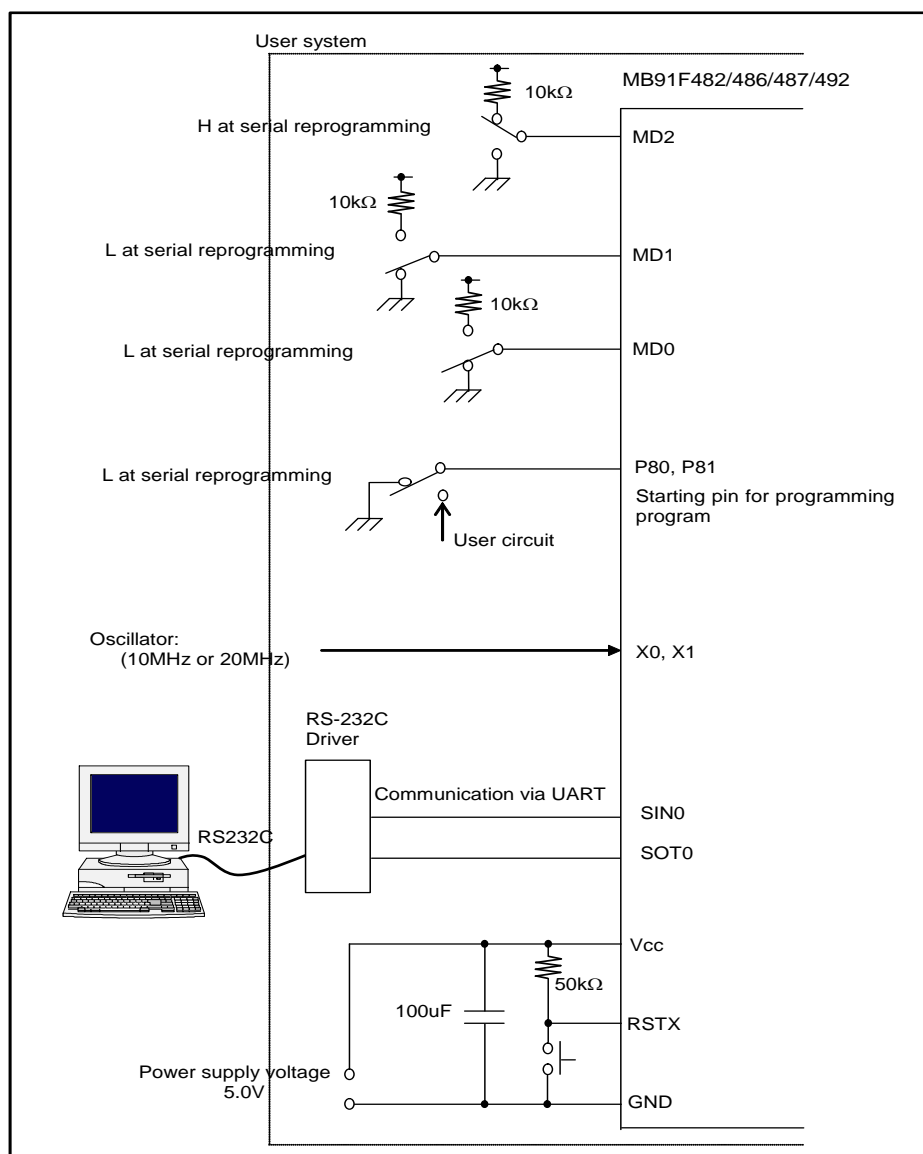 User system
MB91F482/486/487/492
10kΩ
H at serial reprogramming
MD2
10kΩ
L at serial reprogramming
MD1
10kΩ
L at serial reprogramming
MD0
L at serial reprogramming
P80, P81
Starting pin for programming
program
User circuit
Oscillator:
(10MHz or 20MHz)
X0, X1
RS-232C
Driver
Communication via UART
SIN0
RS232C
SOT0
Vcc
50kΩ
100uF
RSTX
Power supply voltage
5.0V
GND